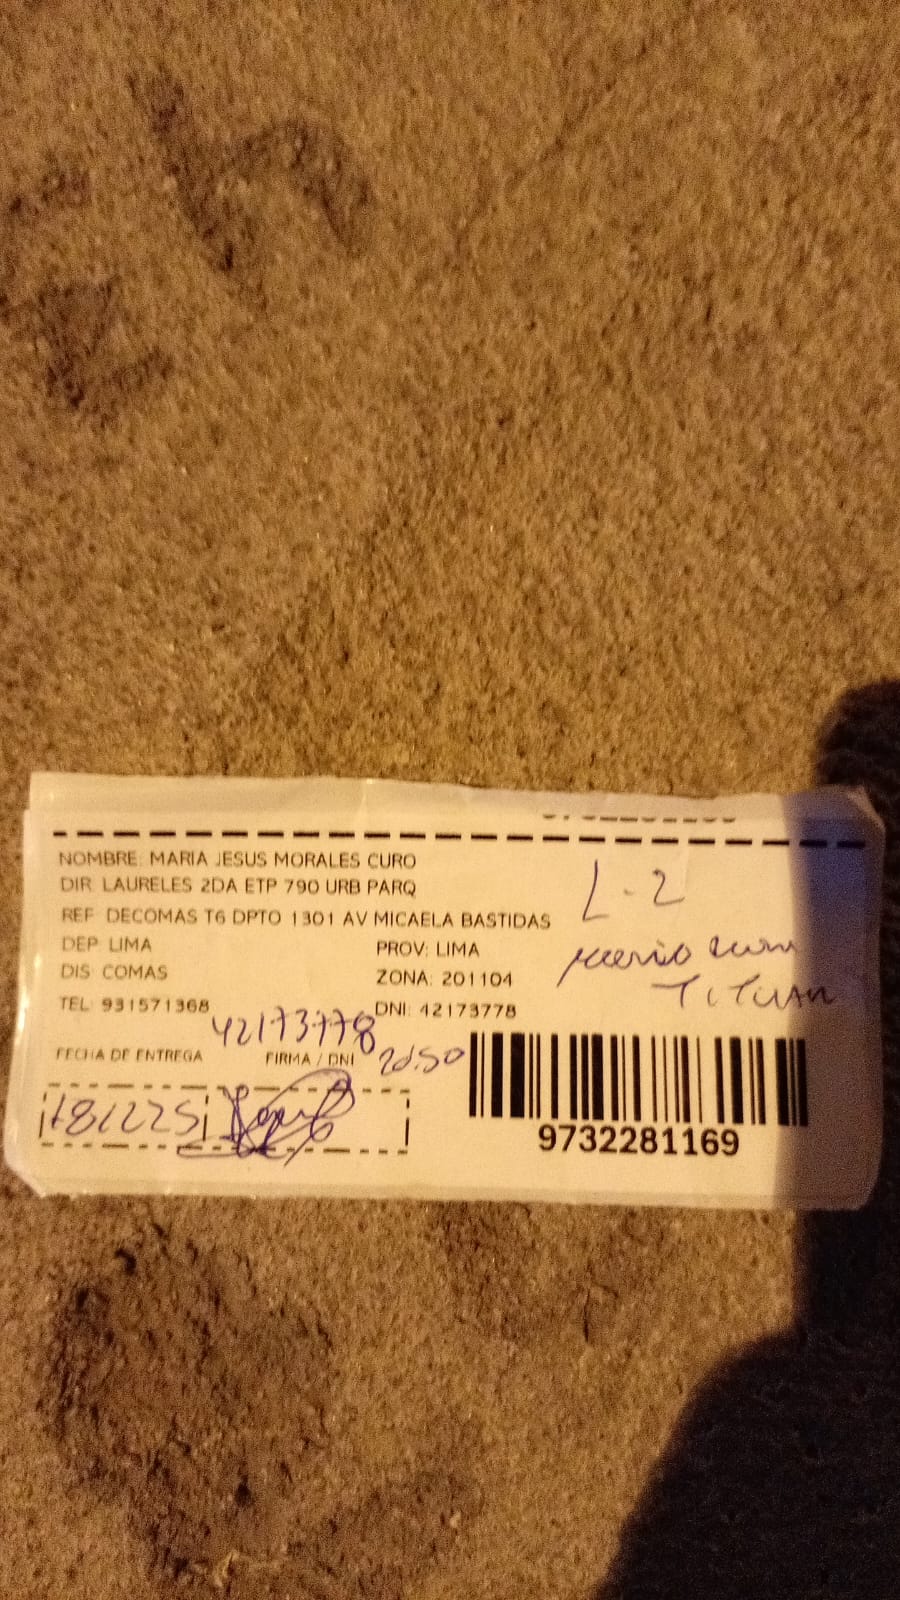 NOMBRE: MARIA JESUS MORALES CURO
DIR LAURELES 2DA ETP 790 URB PARQ
REF DECOMAS T6 DPTO 1301 AV MICAELA BASTIDAS
L-2
DEP LIMA PROV: LIMA
DIS COMAS ZONA: 201104
TITULAR
TEL: 931571368 DNI: 42173778
42173778
FECHA DE ENTREGA FIRMA / DNI
20:50
181225
9732281169